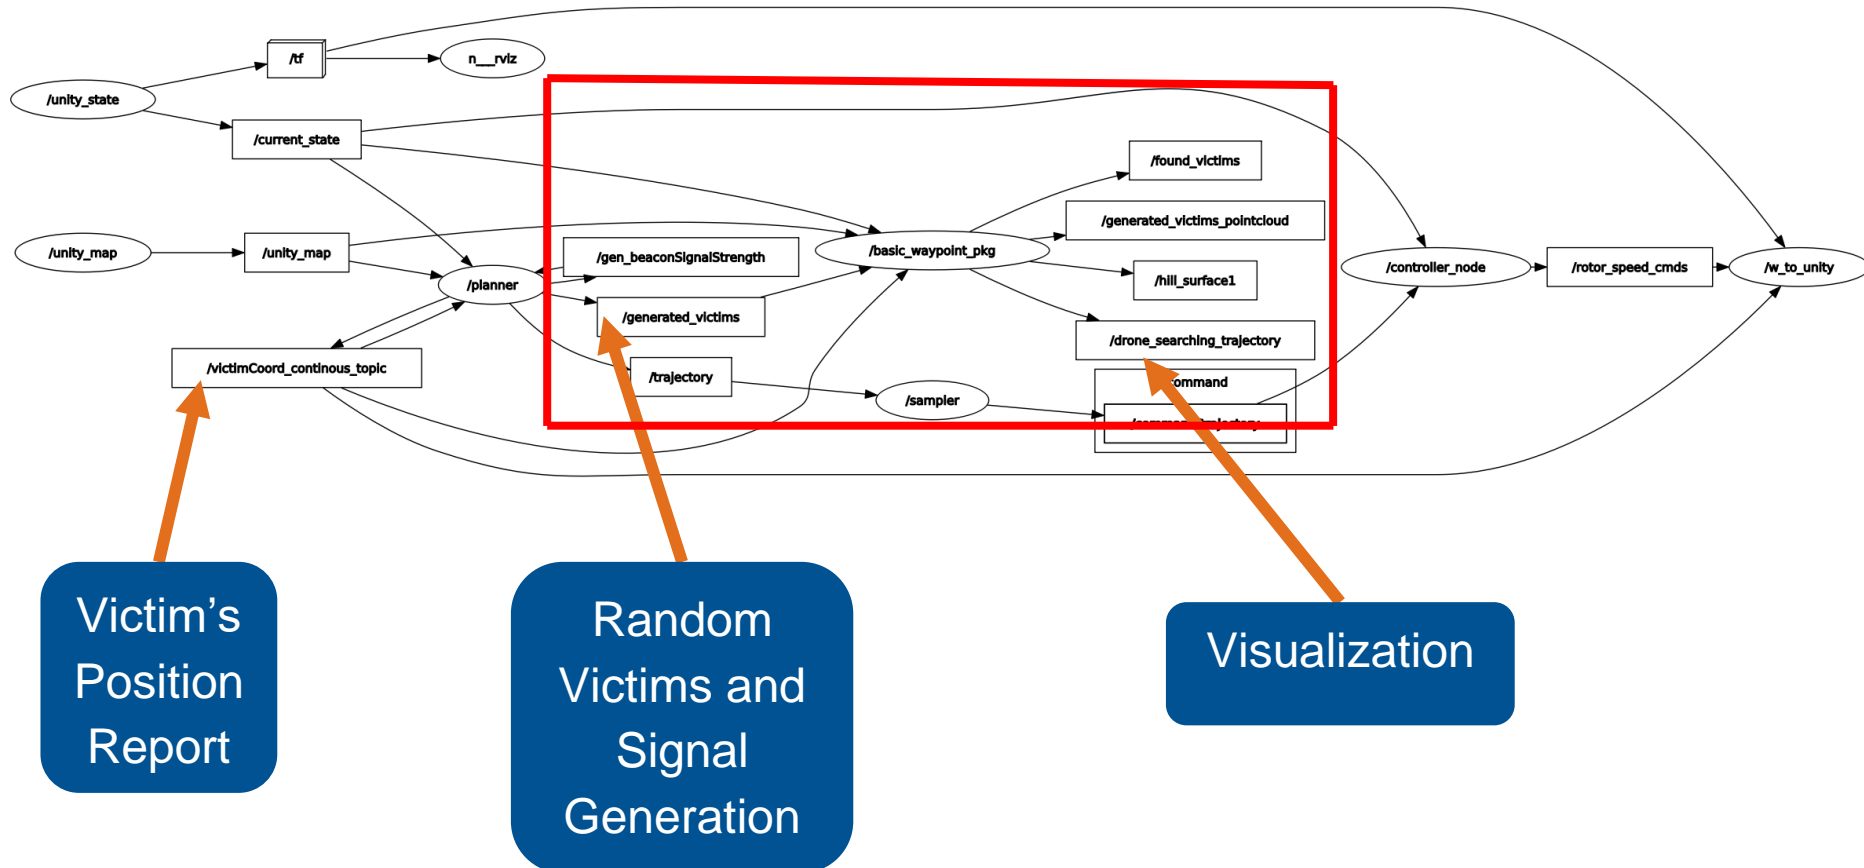 /tf
n___rviz
/unity_state
/current_state
/found_victims
/generated_victims_pointcloud
/unity_map
/unity_map
/gen_beaconSignalStrength
/basic_waypoint_pkg
/planner
/hill_surface1
/controller_node
/rotor_speed_cmds
/w_to_unity
/generated_victims
/drone_searching_trajectory
/victimCoord_continous_topic
/trajectory
/sampler
Victim's
Position
Report
Random
Victims and
Signal
Generation
Visualization